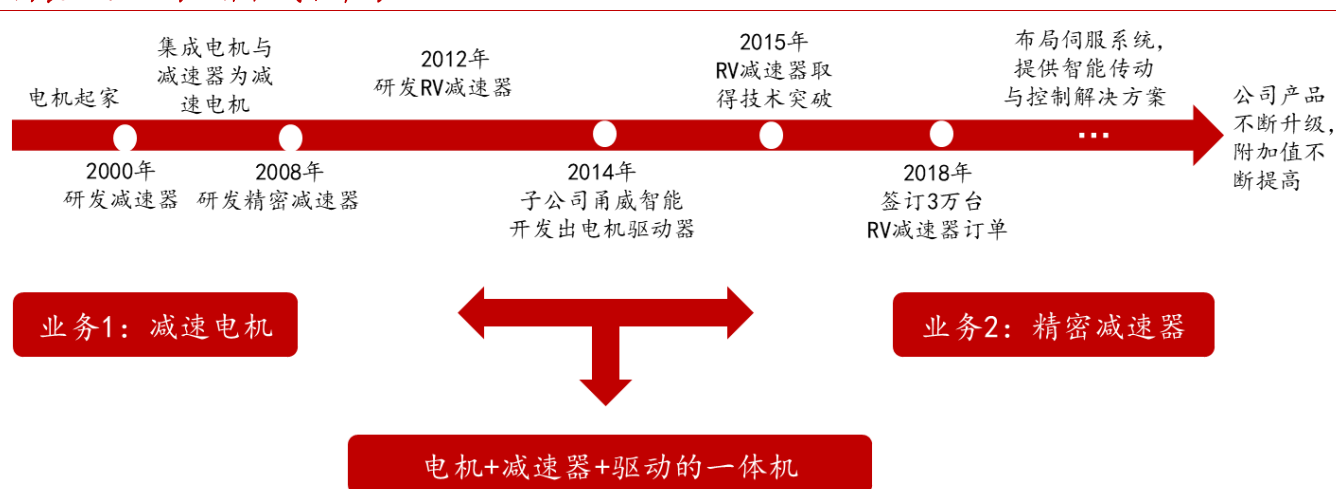 电机起家
集成电机与
减速器为减
速电机
2012年
研发RV减速器
2015年
RV减速器取
得技术突破
布局伺服系统,
提供智能传动
与控制解决方案
公司产品
不断升级,
附加值不
断提高
...
2000年
研发减速器
2008年
研发精密减速器
2014年
子公司甬威智能
开发出电机驱动器
2018年
签订3万台
RV减速器订单
业务1: 减速电机
业务2: 精密减速器
电机+减速器+驱动的一体机